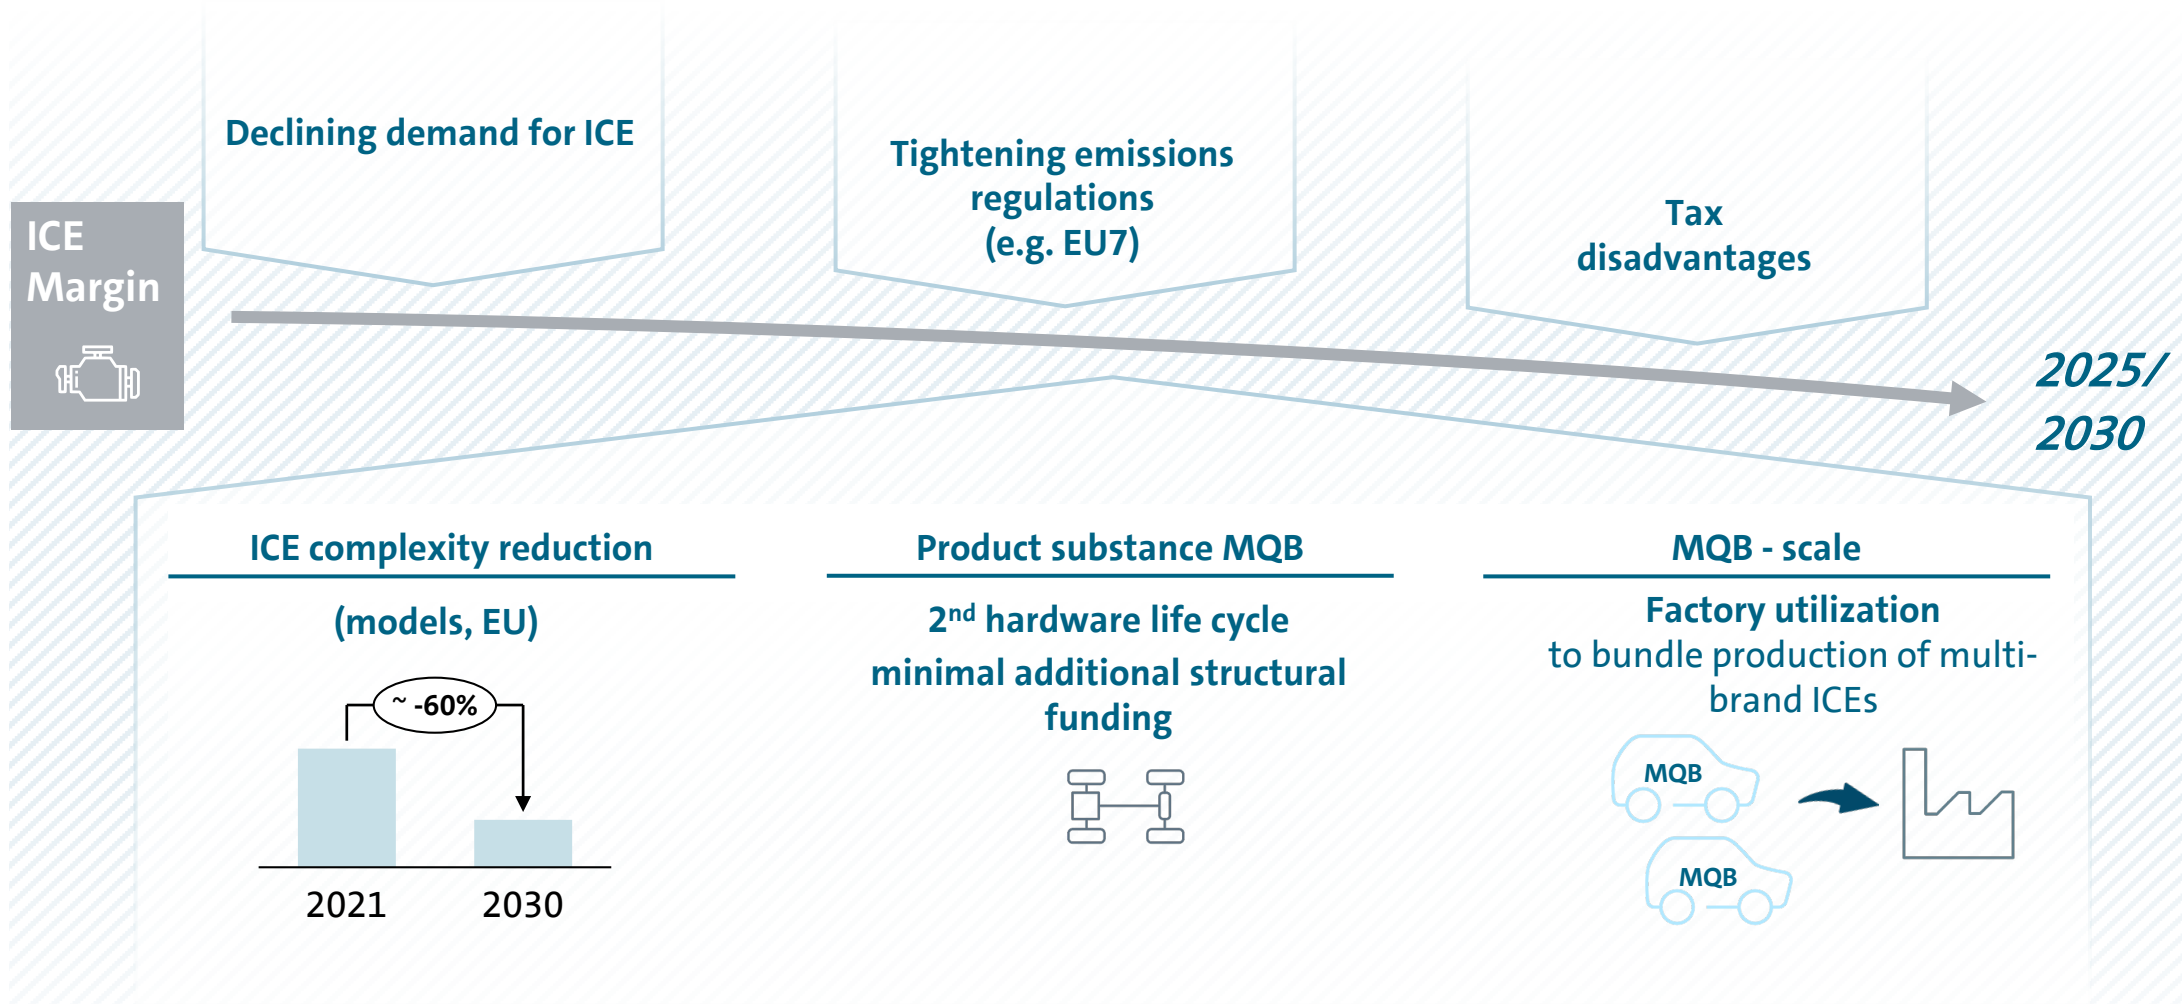 Declining demand for ICE
Tightening emissions
regulations
(e.g. EU7)
Tax
disadvantages
ICE
Margin
2025/
2030
ICE complexity reduction
(models, EU)
~ -60%
2021
2030
Product substance MQB
2nd hardware life cycle
minimal additional structural
funding
MQB - scale
Factory utilization
to bundle production of multi-
brand ICEs
MQB
MQB